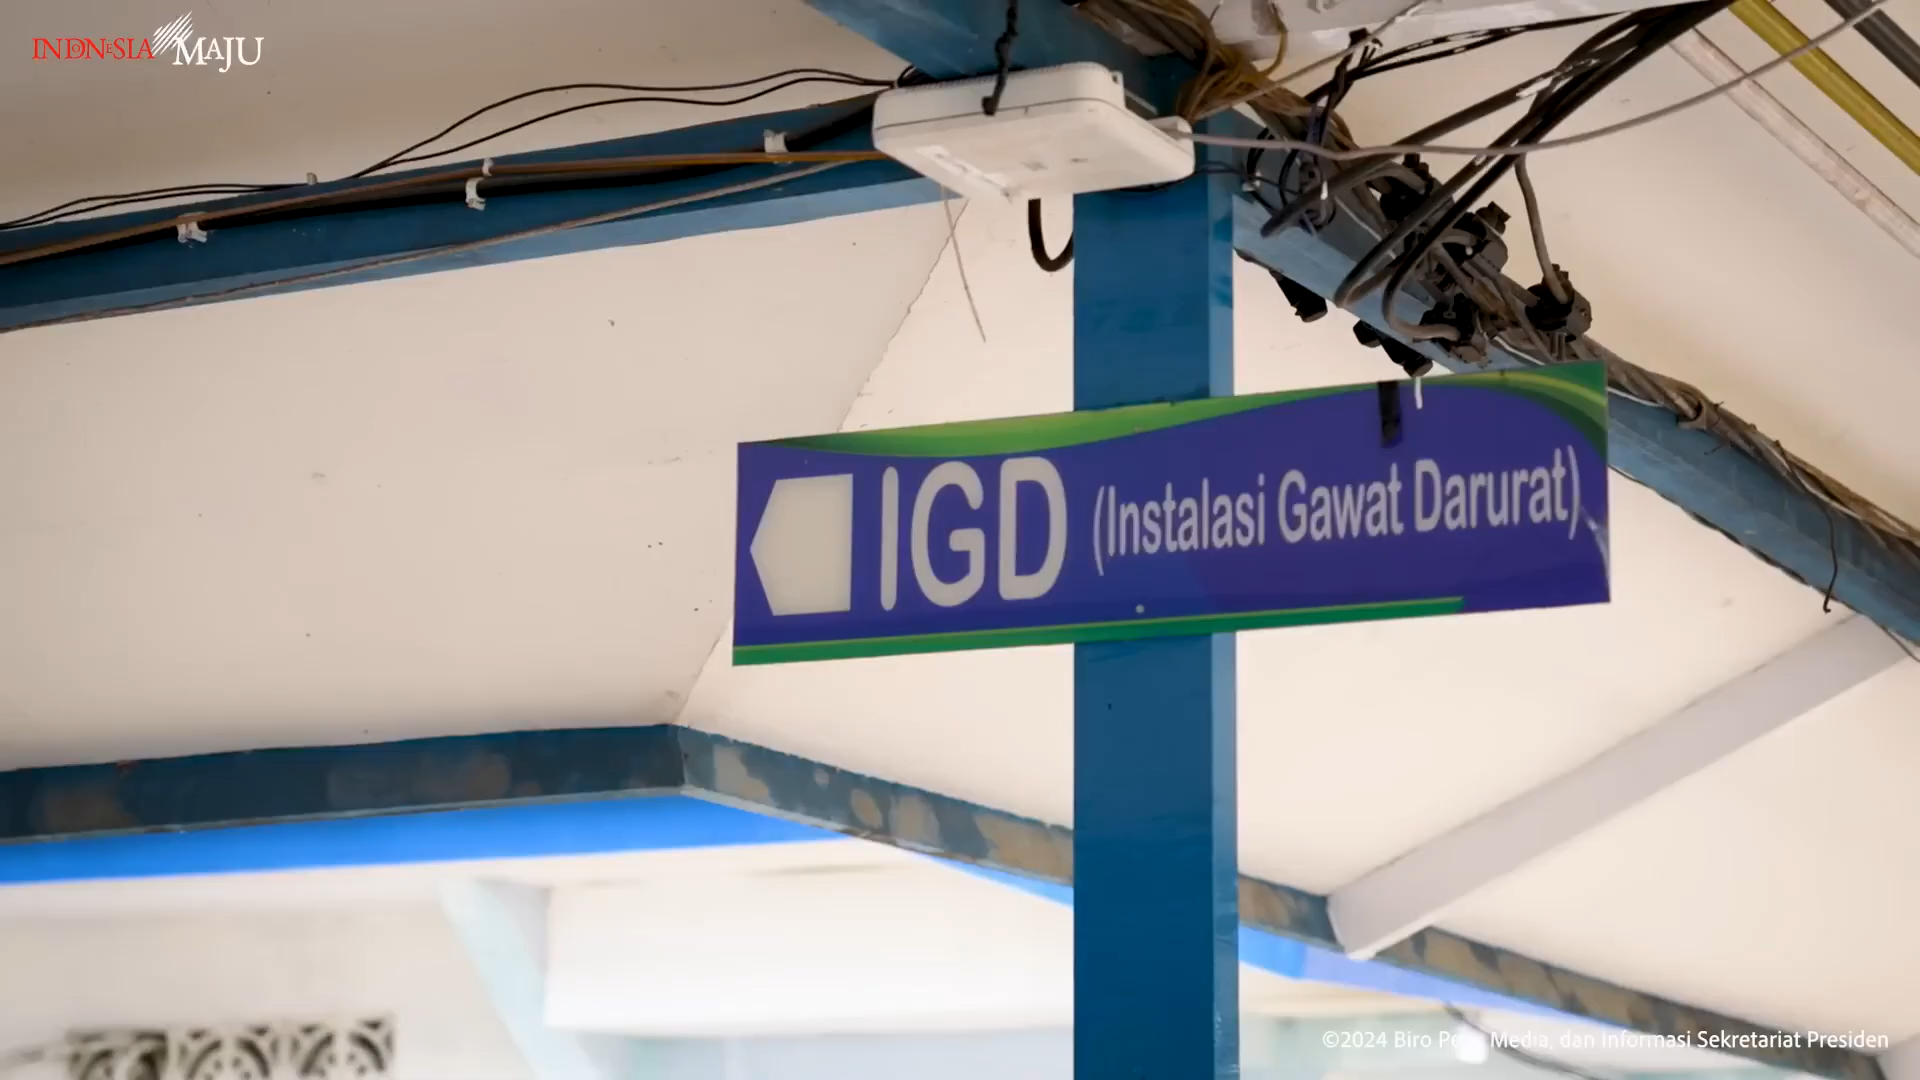 INDONESIA MAJU
IGD (Instalasi Gawat Darurat)
©2024 Biro Pers, Media, dan Informasi Sekretariat Presiden